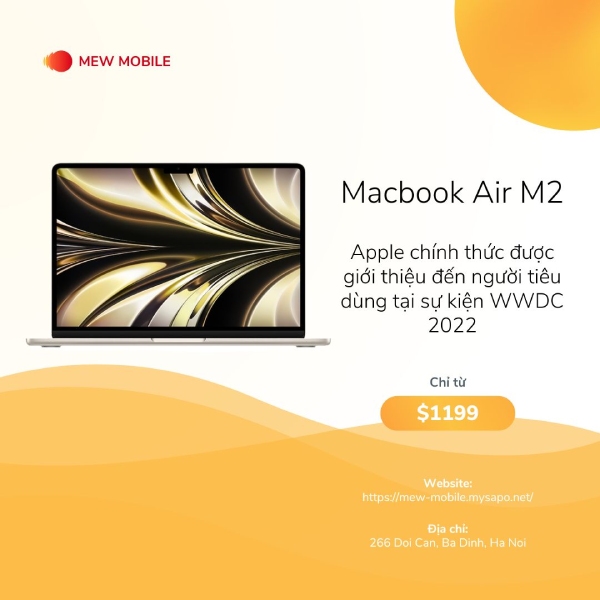 MEW MOBILE
Macbook Air M2
Apple chính thức được
giới thiệu đến người tiêu
dùng tại sự kiện WWDC
2022
Chỉ từ
$1199
Website:
https://mew-mobile.mysapo.net/
Địa chỉ:
266 Doi Can, Ba Dinh, Ha Noi